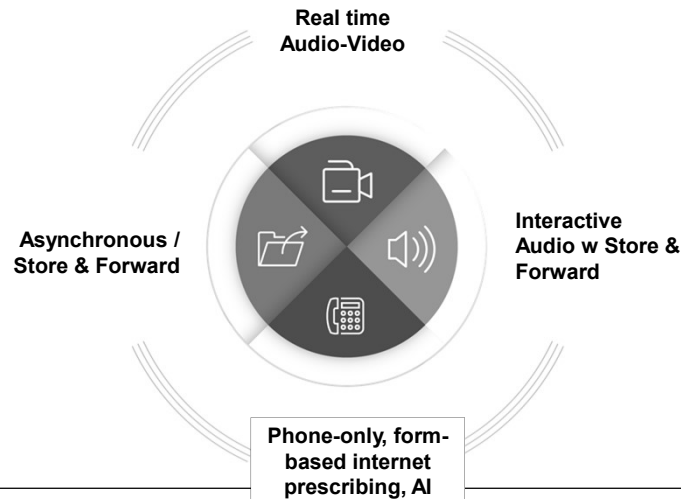 Real time
Audio-Video
Asynchronous /
Store & Forward
Interactive
Audio w Store &
Forward
Phone-only, form-
based internet
prescribing, AI